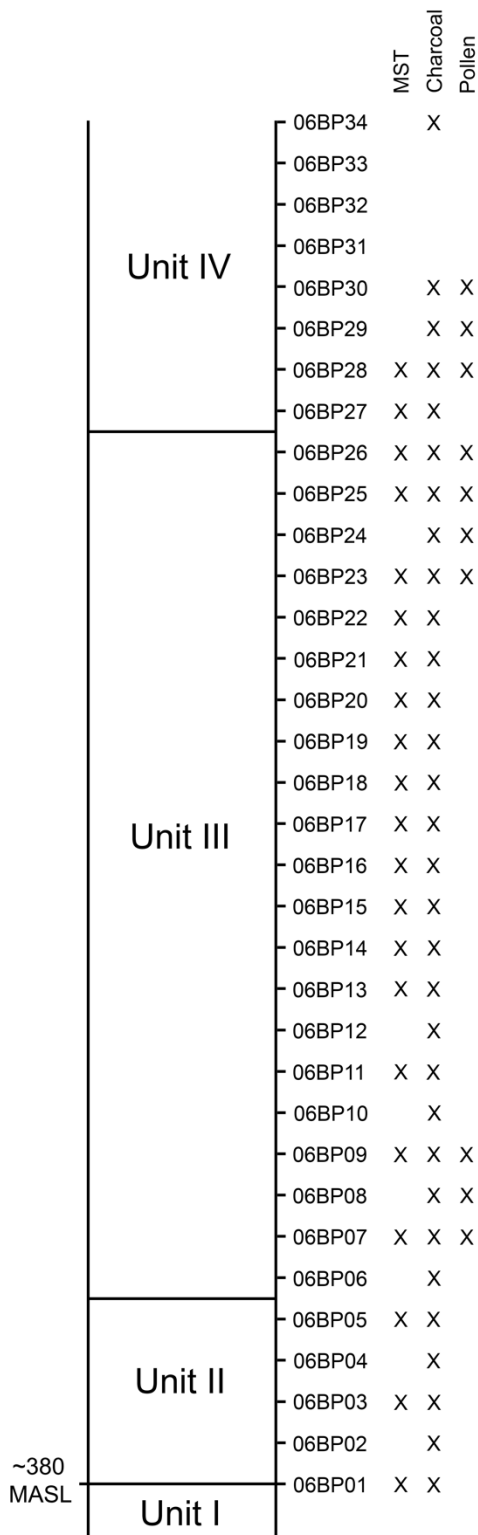 MST Charcoal Pollen
06BP34 X
06BP33
06BP32
06BP31
Unit IV
06BP30 X X
06BP29 X X
06BP28 X X X
06BP27 X X
06BP26 X X X
06BP25 X X X
06BP24 X X
06BP23 X X X
06BP22 X X
06BP21 X X
06BP20 X X
06BP19 X X
06BP18 X X
06BP17 X X
Unit III
06BP16 X X
06BP15 X X
06BP14 X X
06BP13 X X
06BP12 X
06BP11 X X
06BP10 X
06BP09 X X X
06BP08 X X
06BP07 X X X
06BP06 X
06BP05 X X
06BP04 X
Unit II
06BP03 X X
06BP02 X
~380
MASL
06BP01 X X
Unit I